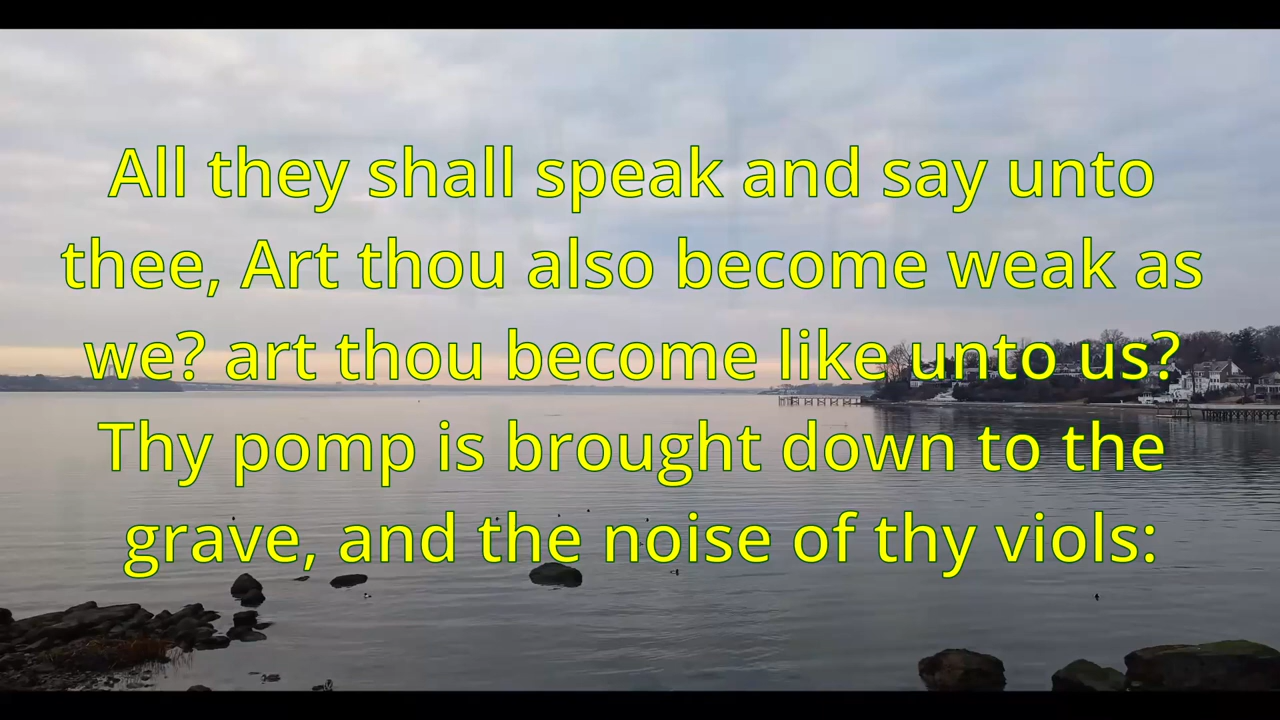 All they shall speak and say unto
thee, Art thou also become weak as
we? art thou become like unto us?
Thy pomp is brought down to the
grave, and the noise of thy viols: